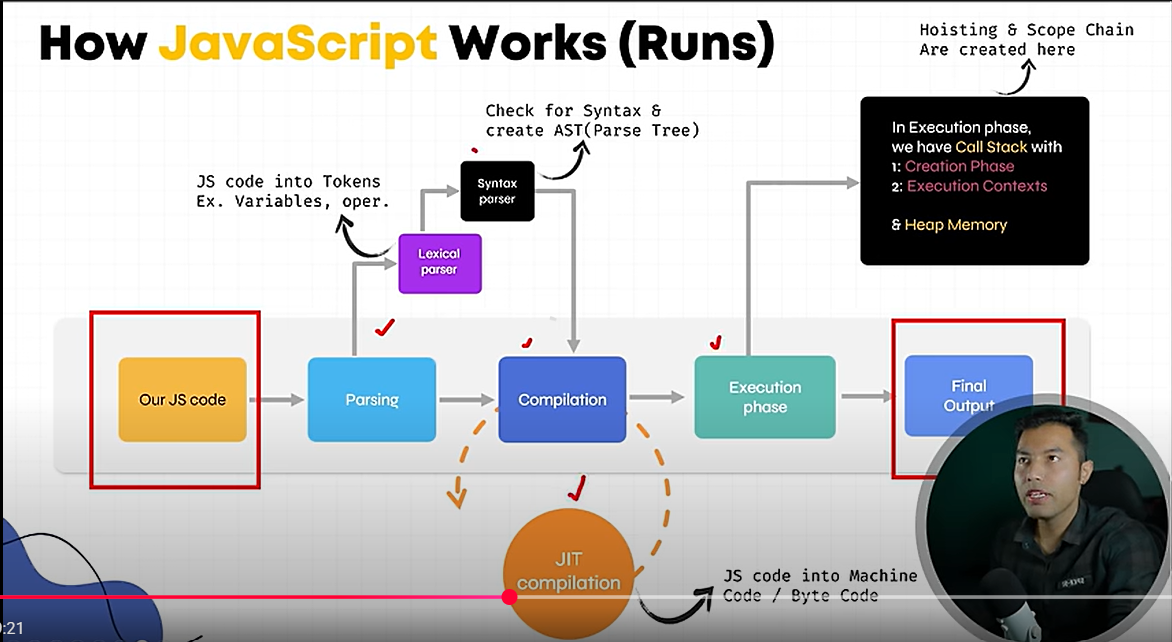 How JavaScript Works (Runs)
Hoisting & Scope Chain
Are created here
Check for Syntax &
create AST(Parse Tree)
In Execution phase,
we have Call Stack with
1: Creation Phase
2: Execution Contexts
& Heap Memory
JS code into Tokens
Ex. Variables, oper.
Syntax
parser
Lexical
parser
Our JS code
Parsing
Compilation
Execution
phase
Final
Output
JIT
compilation
JS code into Machine
Code / Byte Code
:21